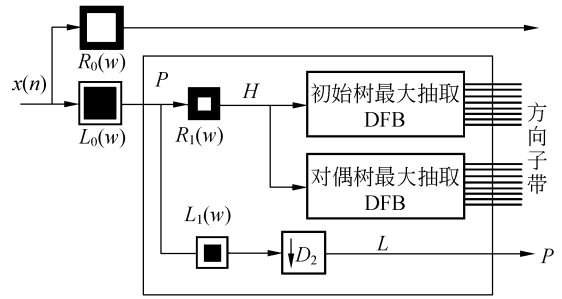 R₀(w)
x(n)
L₀(w)
P
R₁(w)
H
初始树最大抽取
DFB
对偶树最大抽取
DFB
方向子带
L₁(w)
↓D₂
L
P